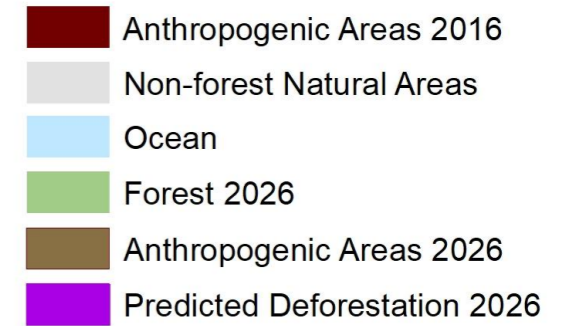 Anthropogenic Areas 2016
Non-forest Natural Areas
Ocean
Forest 2026
Anthropogenic Areas 2026
Predicted Deforestation 2026